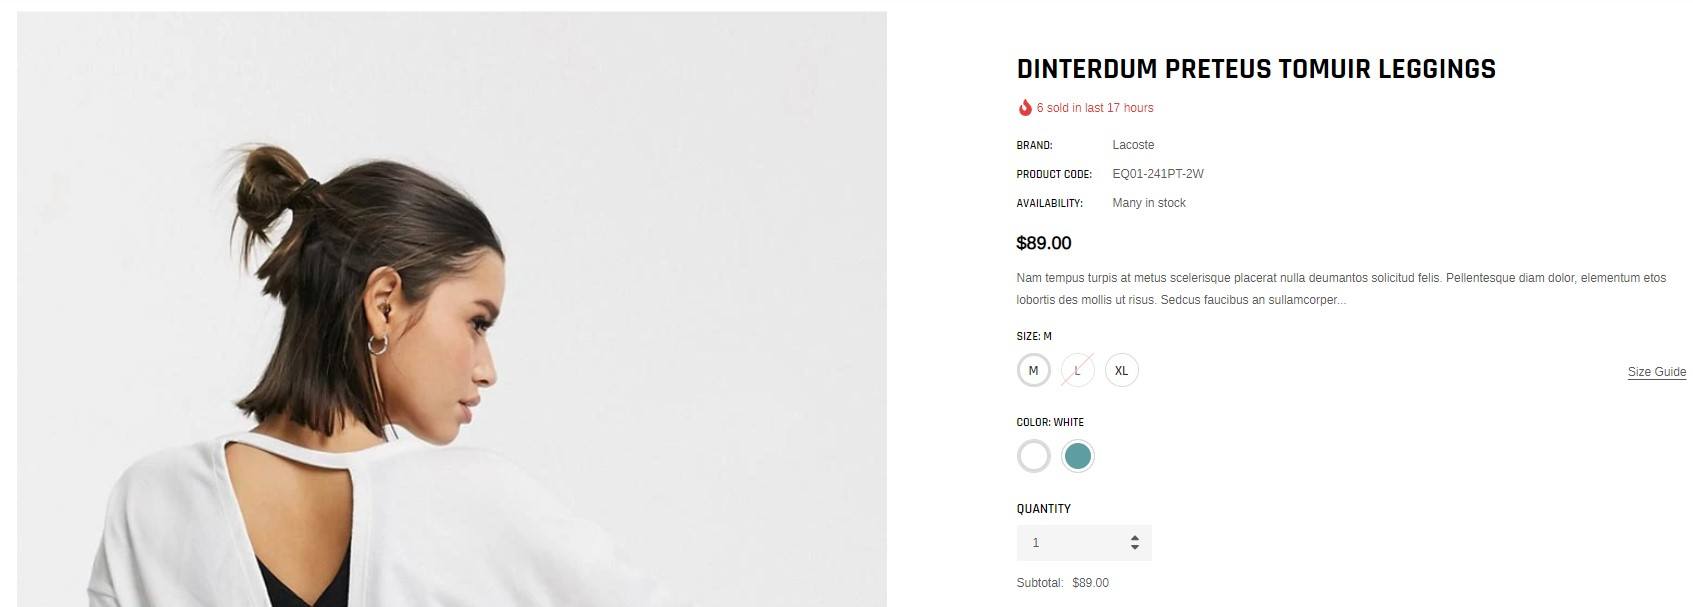 DINTERDUM PRETEUS TOMUIR LEGGINGS
6 sold in last 17 hours
BRAND: Lacoste
PRODUCT CODE: EQ01-241PT-2W
AVAILABILITY: Many in stock
$89.00
Nam tempus turpis at metus scelerisque placerat nulla deumantos solicitud felis. Pellentesque diam dolor, elementum etos
lobortis des mollis ut risus. Sedcus faucibus an sullamcorper...
SIZE: M
M L XL Size Guide
COLOR: WHITE
QUANTITY
1
Subtotal: $89.00